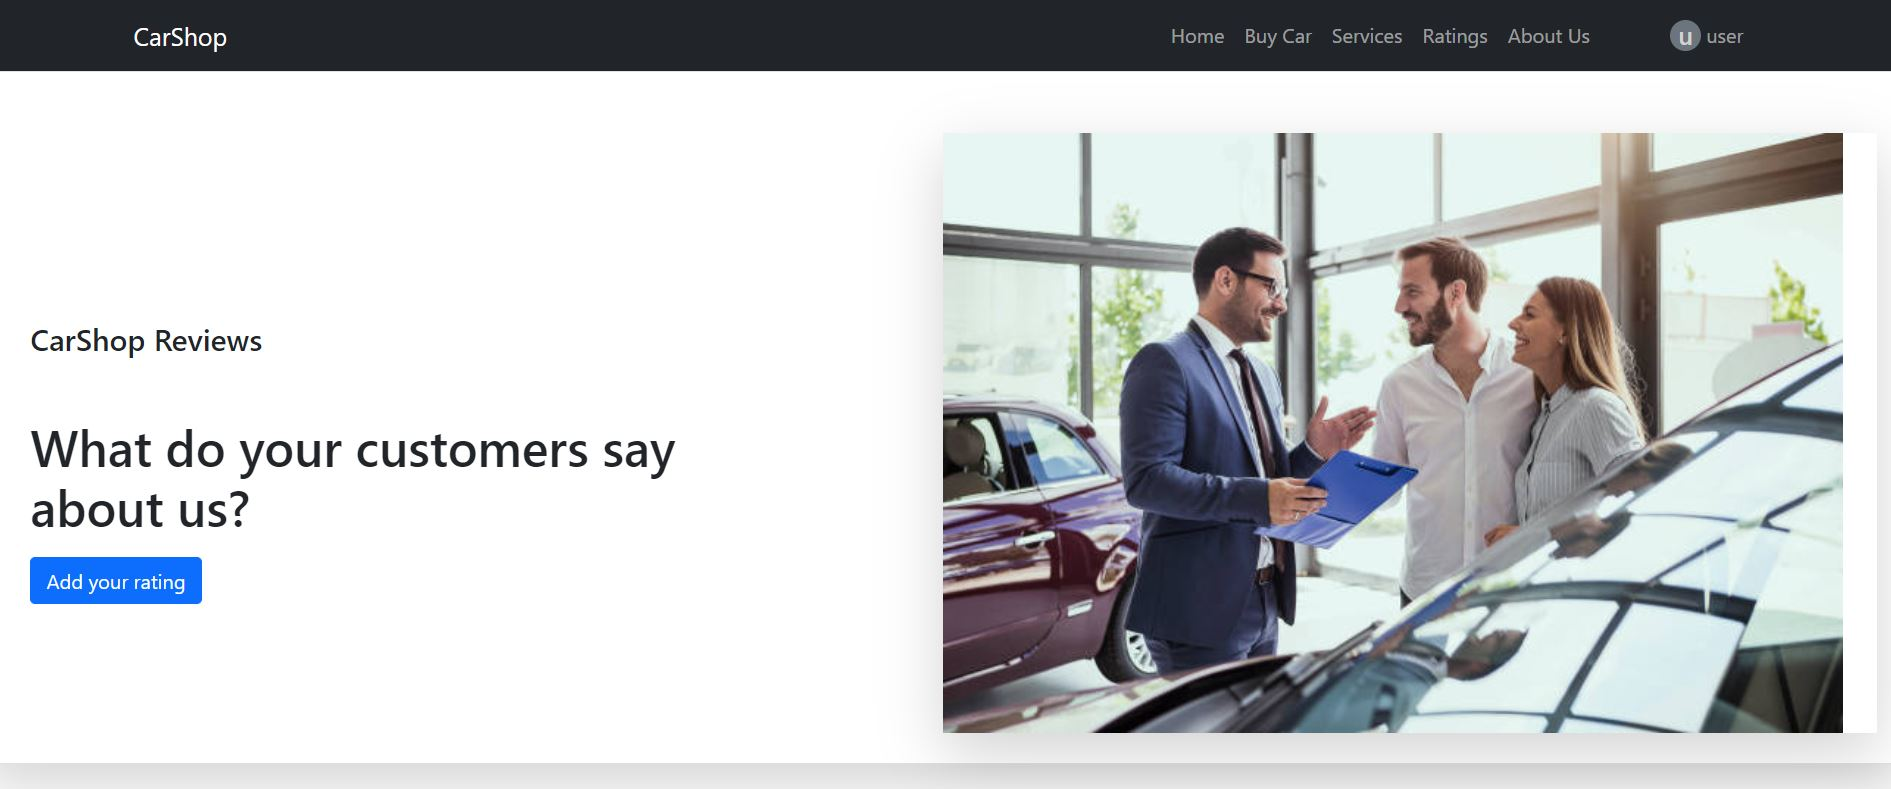 CarShop
Home Buy Car Services Ratings About Us u user
CarShop Reviews
What do your customers say
about us?
Add your rating